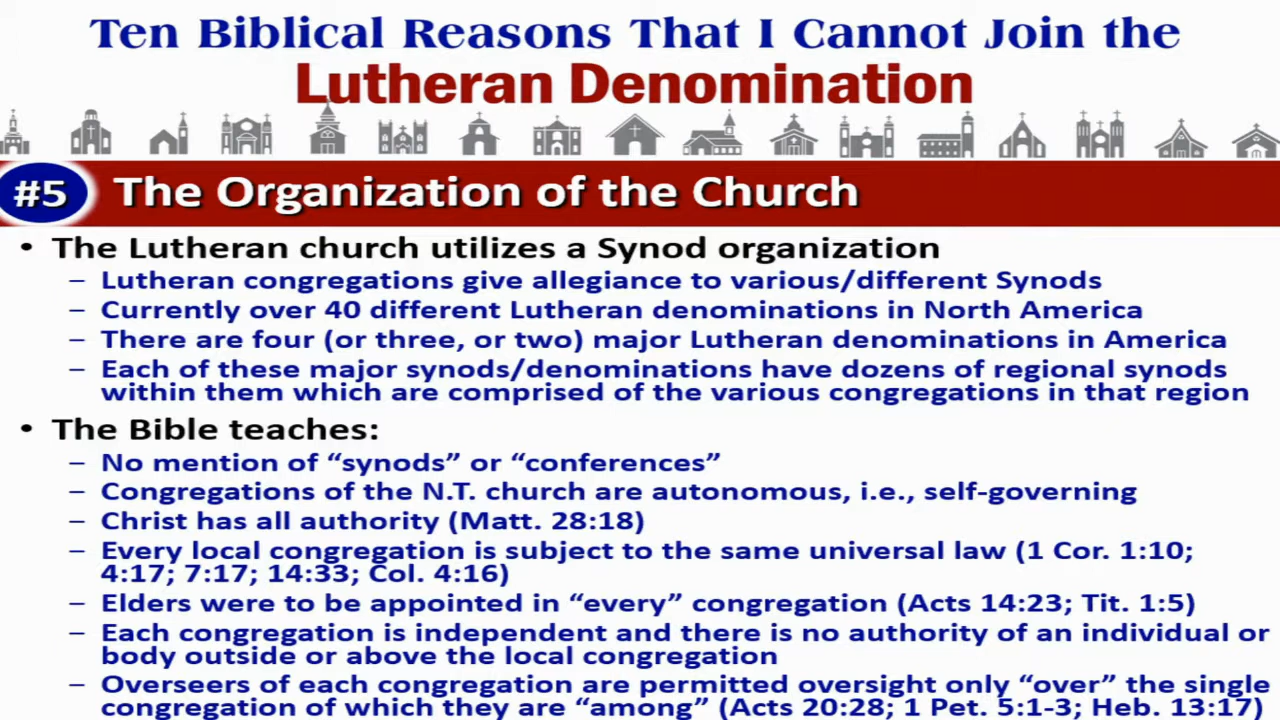 Ten Biblical Reasons That I Cannot Join the
Lutheran Denomination
#5 The Organization of the Church
• The Lutheran church utilizes a Synod organization
– Lutheran congregations give allegiance to various/different Synods
– Currently over 40 different Lutheran denominations in North America
– There are four (or three, or two) major Lutheran denominations in America
– Each of these major synods/denominations have dozens of regional synods
within them which are comprised of the various congregations in that region
• The Bible teaches:
– No mention of “synods” or “conferences”
– Congregations of the N.T. church are autonomous, i.e., self-governing
– Christ has all authority (Matt. 28:18)
– Every local congregation is subject to the same universal law (1 Cor. 1:10;
4:17; 7:17; 14:33; Col. 4:16)
– Elders were to be appointed in “every” congregation (Acts 14:23; Tit. 1:5)
– Each congregation is independent and there is no authority of an individual or
body outside or above the local congregation
– Overseers of each congregation are permitted oversight only “over” the single
congregation of which they are “among” (Acts 20:28; 1 Pet. 5:1-3; Heb. 13:17)